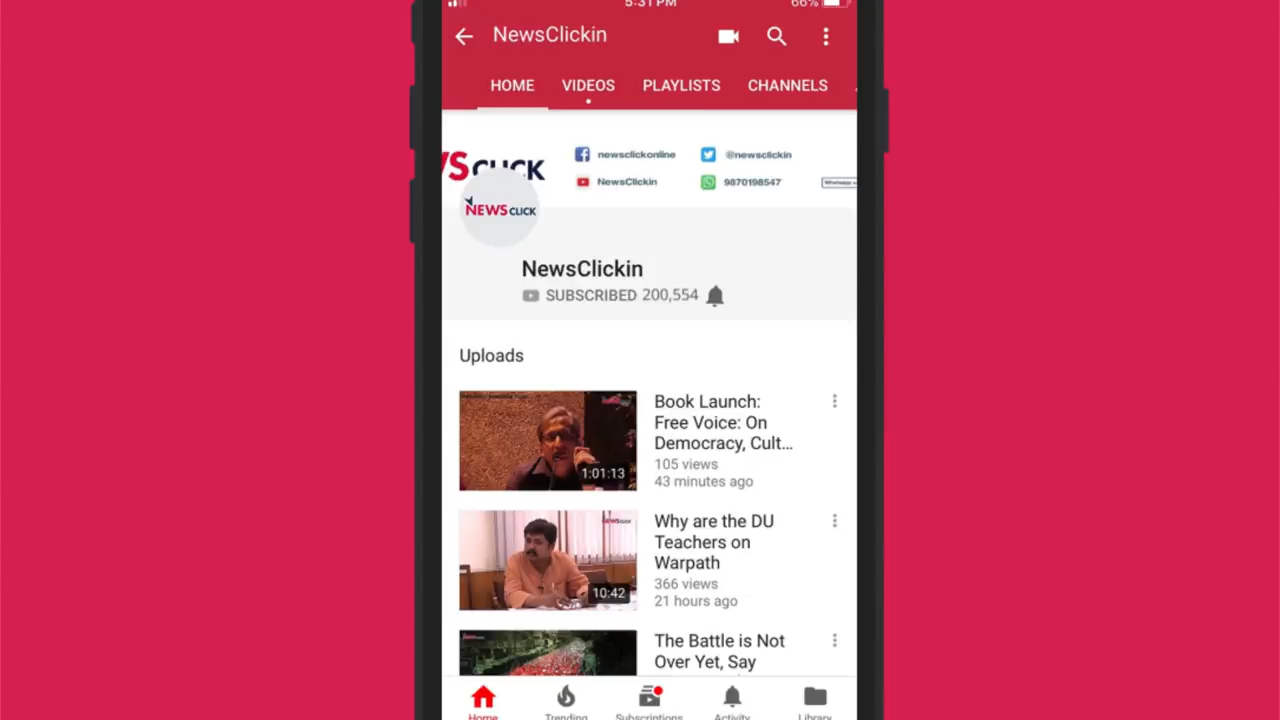 5:31 PM
66%
NewsClickin
HOME
VIDEOS
PLAYLISTS
CHANNELS
WS CLICK
newsclickonline
@newsclickin
NewsClickin
9870198547
Whatsapp
NEWS CLICK
NewsClickin
SUBSCRIBED 200,554
Uploads
Book Launch:
Free Voice: On
Democracy, Cult...
105 views
43 minutes ago
1:01:13
Why are the DU
Teachers on
Warpath
366 views
21 hours ago
10:42
The Battle is Not
Over Yet, Say
Home
Trending
Subscriptions
Activity
Library